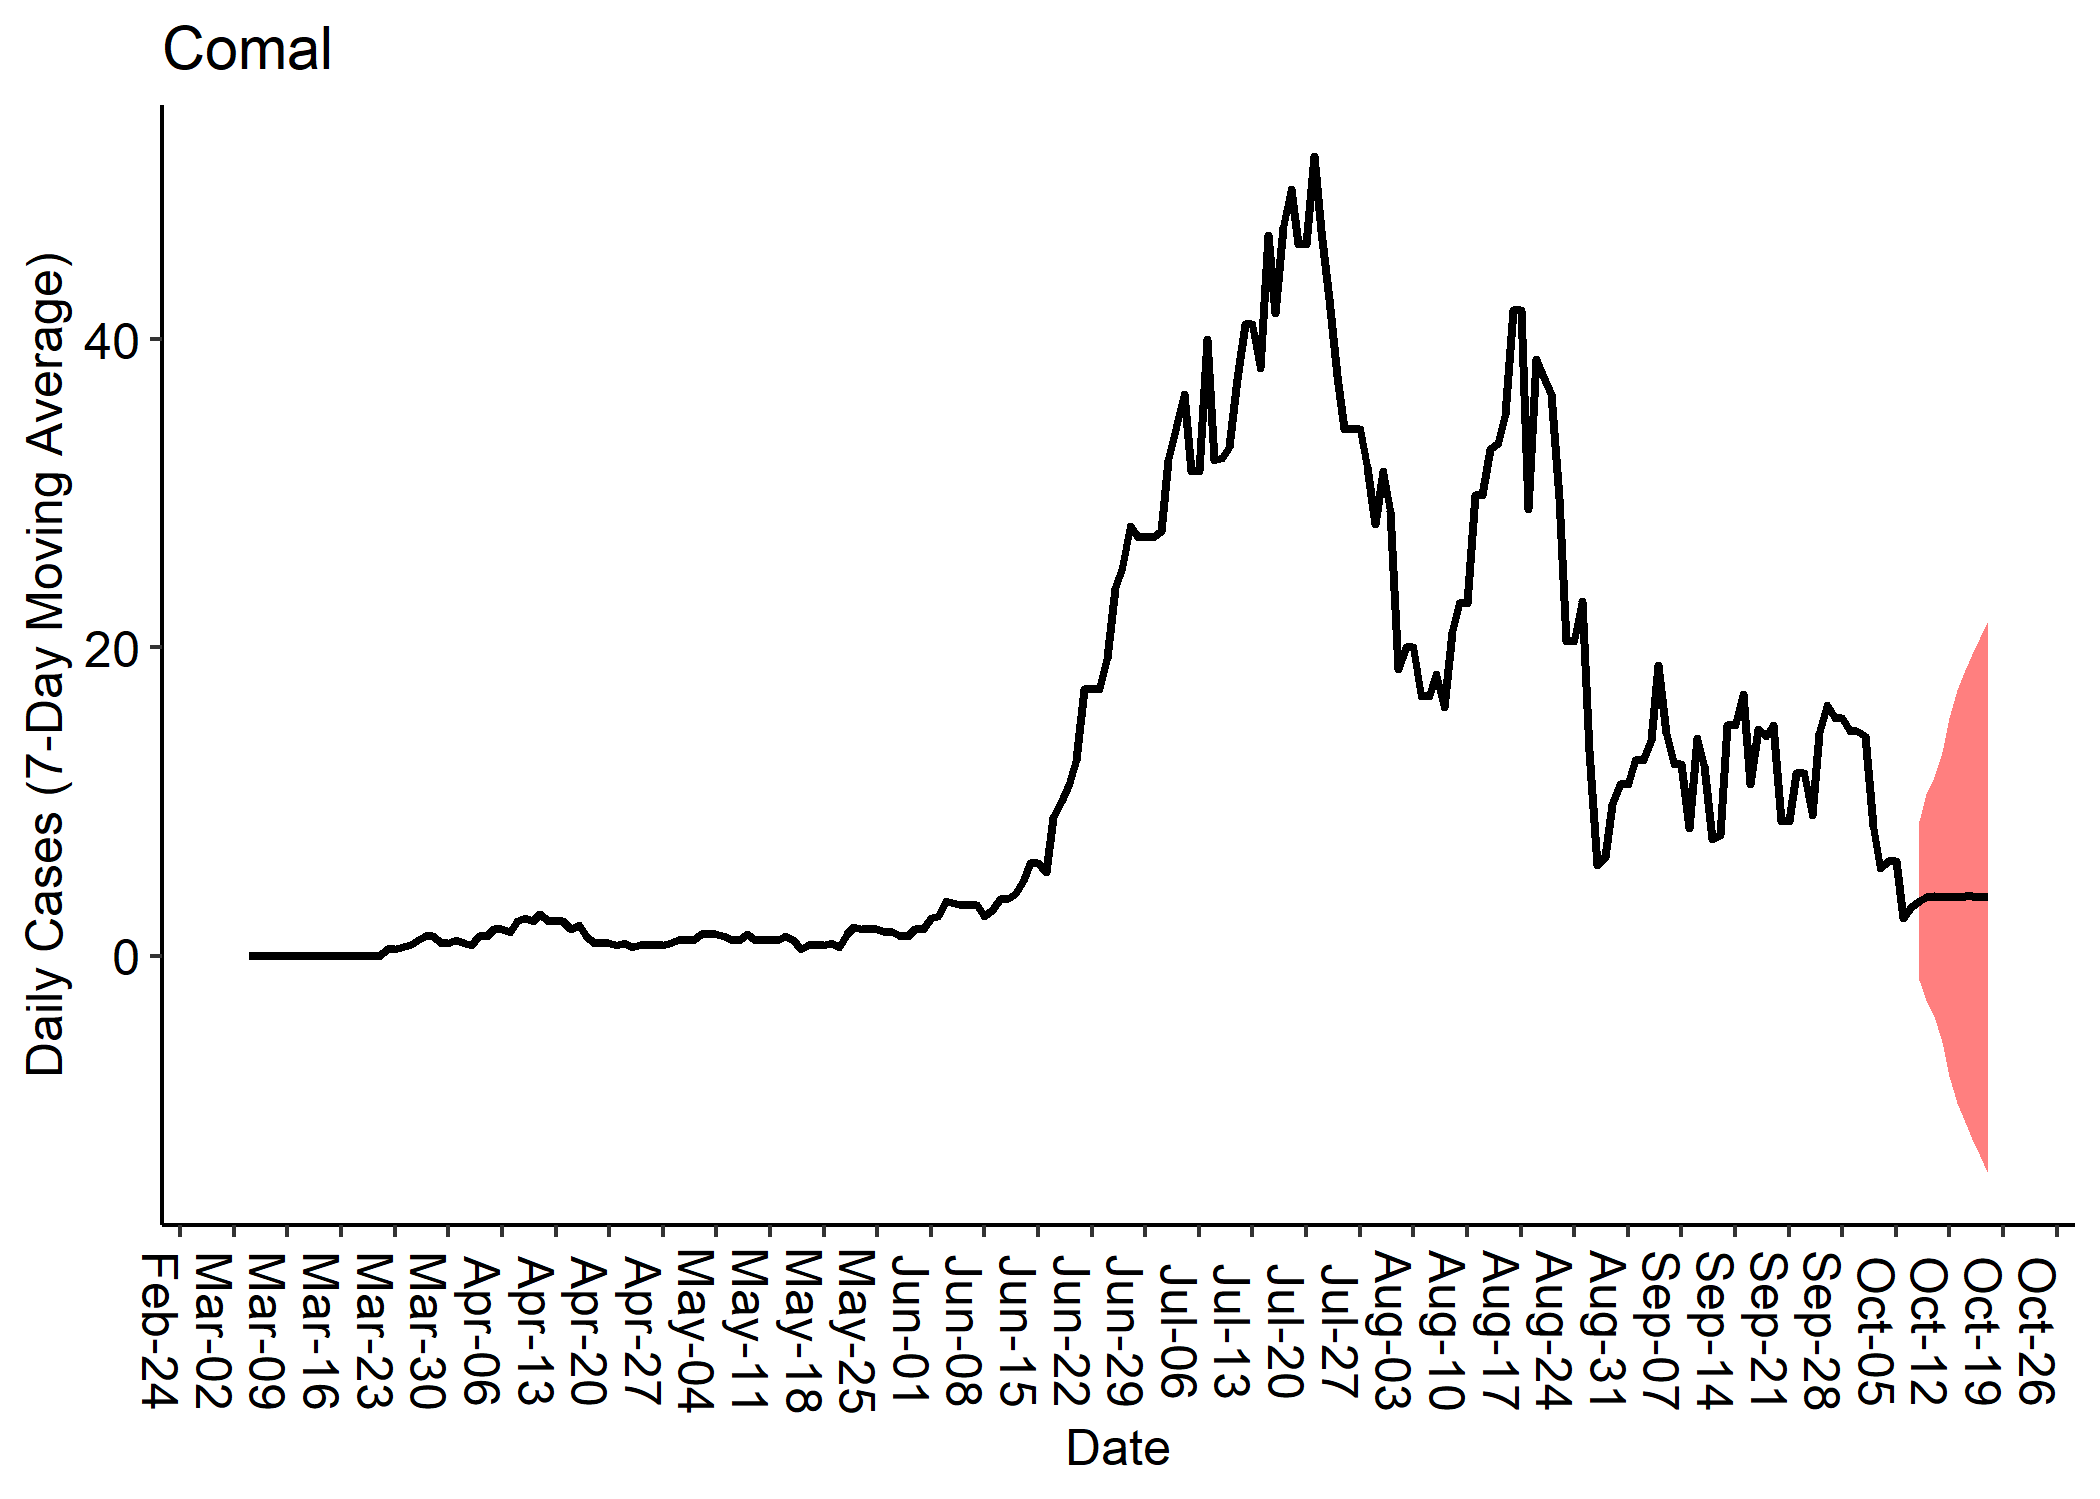 Comal
Daily Cases (7-Day Moving Average)
40
20
0
Feb-24
Mar-02
Mar-09
Mar-16
Mar-23
Mar-30
Apr-06
Apr-13
Apr-20
Apr-27
May-04
May-11
May-18
May-25
Jun-01
Jun-08
Jun-15
Jun-22
Jun-29
Jul-06
Jul-13
Jul-20
Jul-27
Aug-03
Aug-10
Aug-17
Aug-24
Aug-31
Sep-07
Sep-14
Sep-21
Sep-28
Oct-05
Oct-12
Oct-19
Oct-26
Date